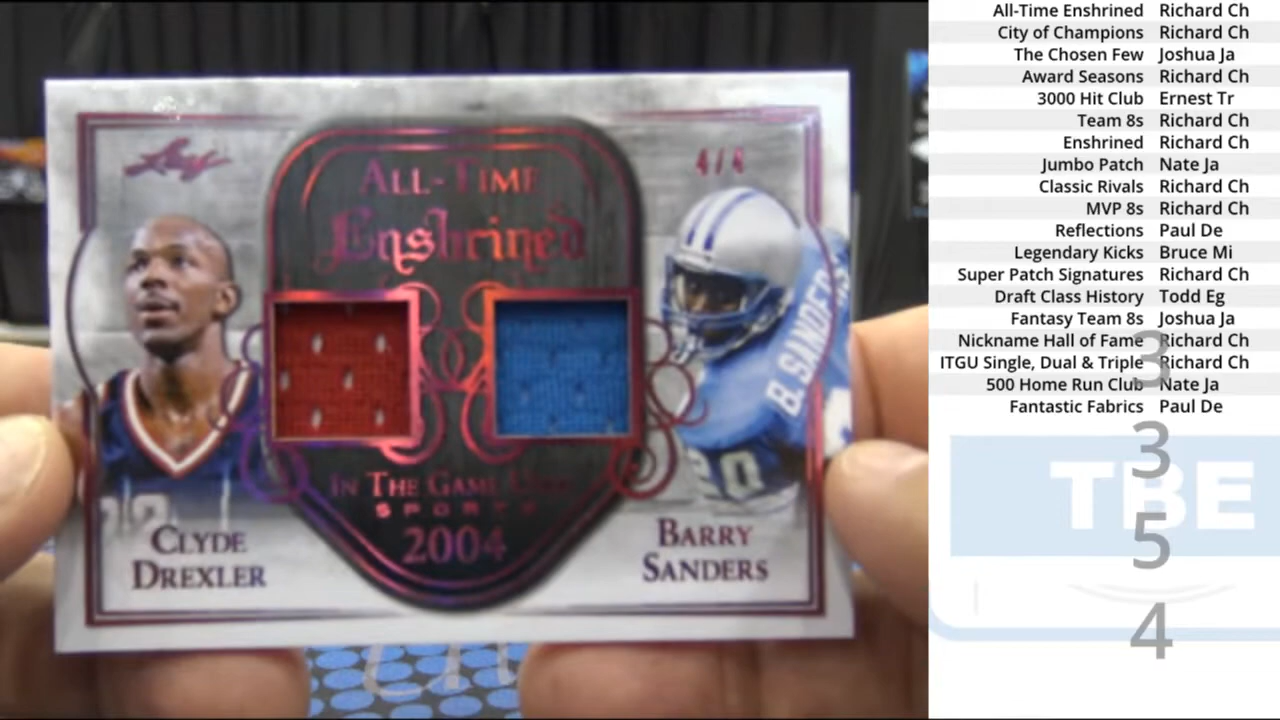 Leaf
4/4
ALL-TIME
Enshrined
B. SANDERS
IN THE GAME USED
SPORTS
2004
CLYDE
DREXLER
BARRY
SANDERS
All-Time Enshrined Richard Ch
City of Champions Richard Ch
The Chosen Few Joshua Ja
Award Seasons Richard Ch
3000 Hit Club Ernest Tr
Team 8s Richard Ch
Enshrined Richard Ch
Jumbo Patch Nate Ja
Classic Rivals Richard Ch
MVP 8s Richard Ch
Reflections Paul De
Legendary Kicks Bruce Mi
Super Patch Signatures Richard Ch
Draft Class History Todd Eg
Fantasy Team 8s Joshua Ja
Nickname Hall of Fame Richard Ch
ITGU Single, Dual & Triple Richard Ch
500 Home Run Club Nate Ja
Fantastic Fabrics Paul De
3
3
5
4
TBE